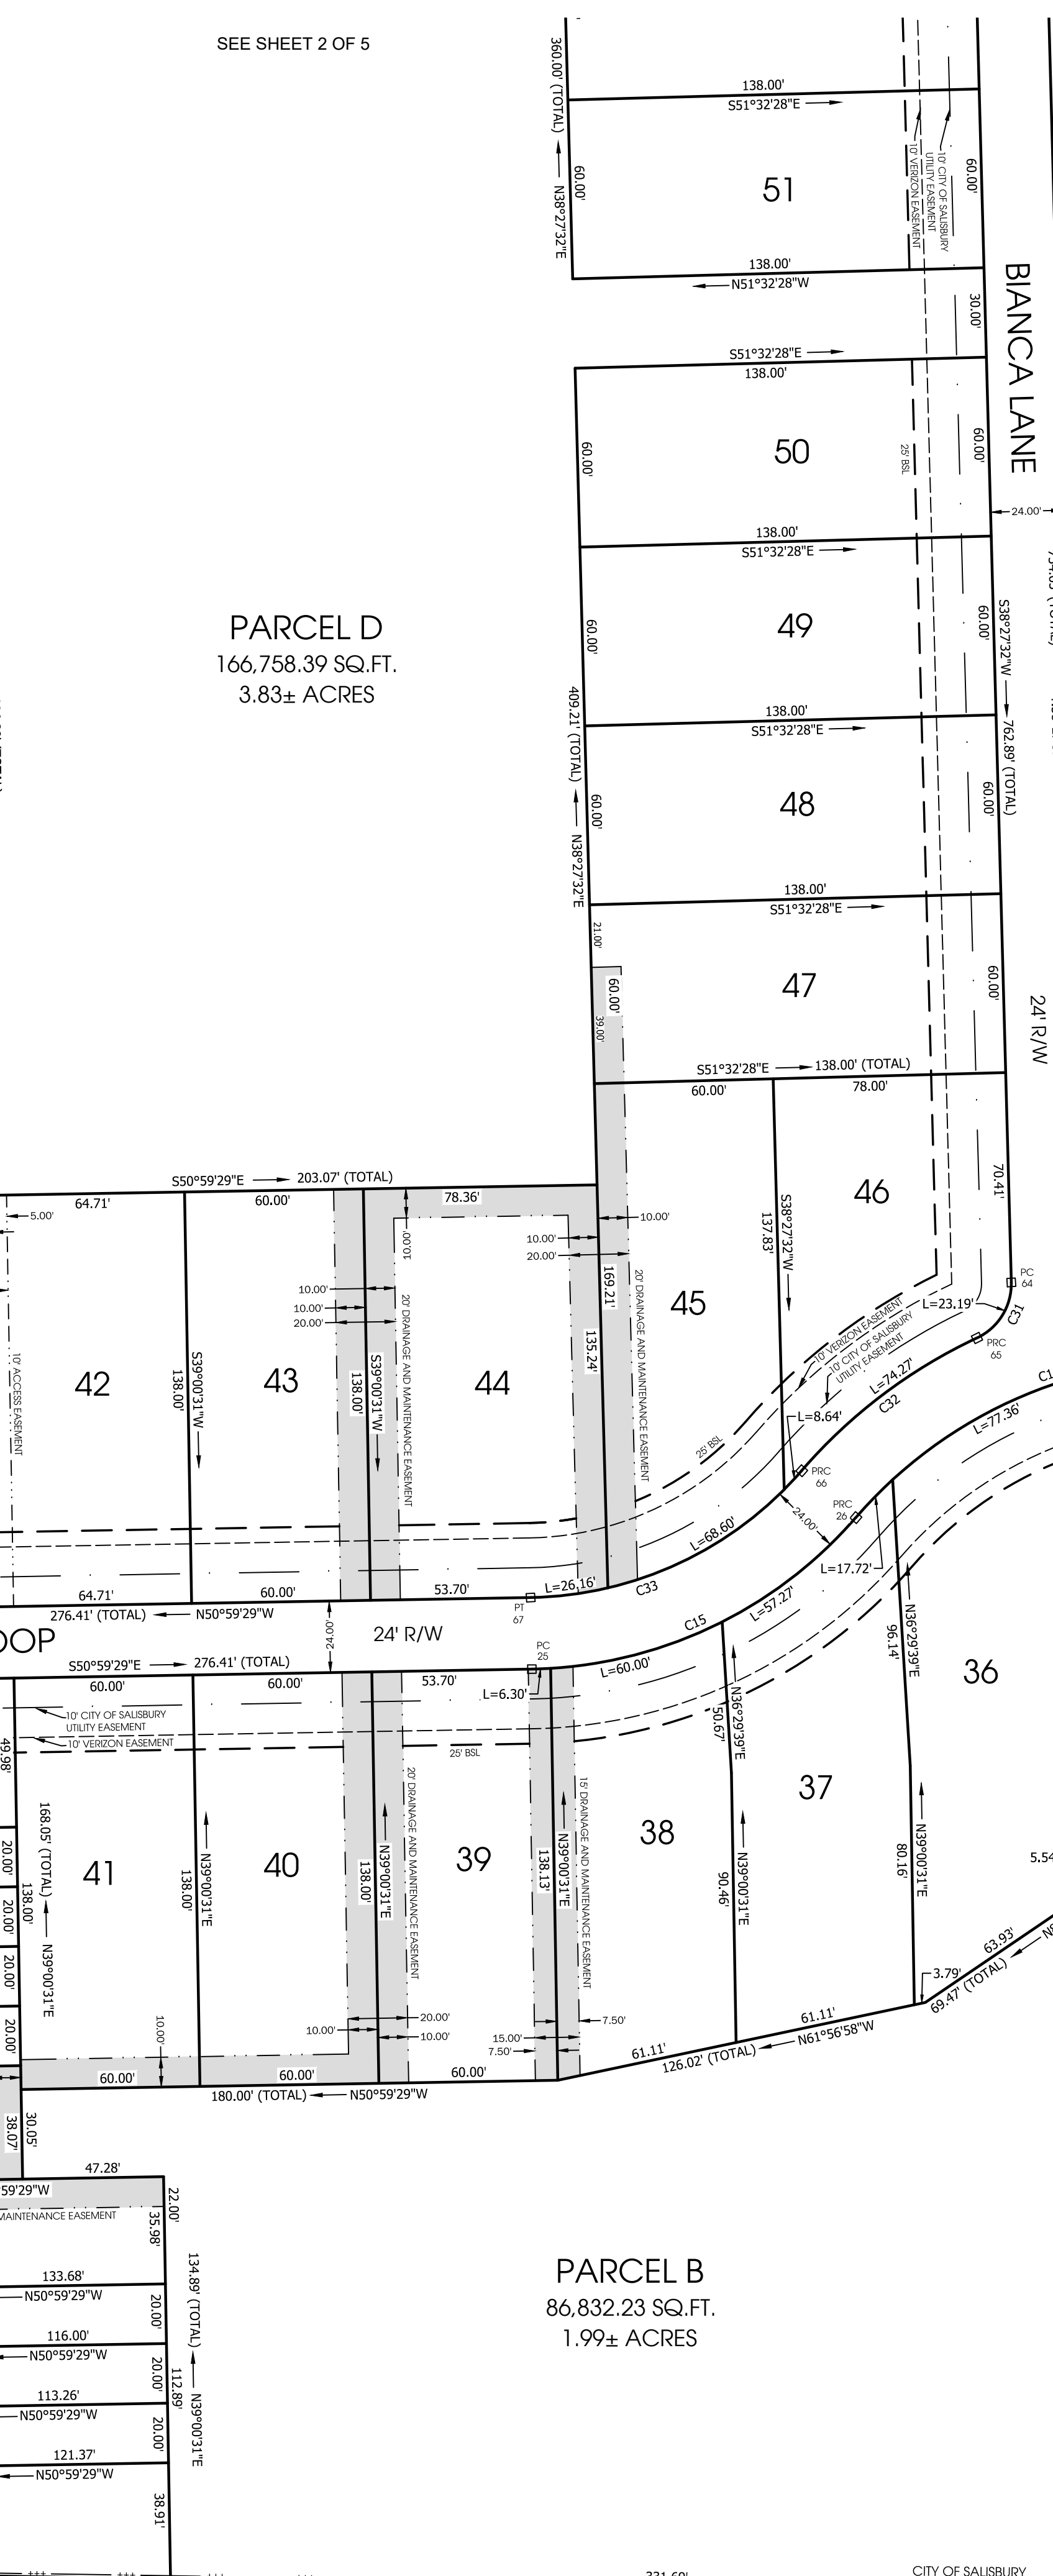 SEE SHEET 2 OF 5
360.00' (TOTAL)
N38°27'32"E
138.00'
S51°32'28"E
60.00'
51
60.00'
10' VERIZON EASEMENT
10' CITY OF SALISBURY
UTILITY EASEMENT
138.00'
N51°32'28"W
30.00'
BIANCA LANE
S51°32'28"E
138.00'
60.00'
50
25' BSL
60.00'
24.00'
138.00'
S51°32'28"E
60.00'
49
60.00'
S38°27'32"W
762.89' (TOTAL)
PARCEL D
166,758.39 SQ.FT.
3.83± ACRES
409.21' (TOTAL)
N38°27'32"E
138.00'
S51°32'28"E
60.00'
48
60.00'
138.00'
S51°32'28"E
21.00'
60.00'
39.00'
47
60.00'
24' R/W
S51°32'28"E
138.00' (TOTAL)
60.00'
78.00'
46
70.41'
S38°27'32"W
137.83'
PC
64
L=23.19'
C31
PRC
65
S50°59'29"E
203.07' (TOTAL)
64.71'
60.00'
78.36'
5.00'
10.00'
10.00'
10.00'
20.00'
169.21'
135.24'
20' DRAINAGE AND MAINTENANCE EASEMENT
45
10' VERIZON EASEMENT
10' CITY OF SALISBURY
UTILITY EASEMENT
L=74.27'
C32
L=8.64'
25' BSL
PRC
66
10.00'
10.00'
20.00'
20' DRAINAGE AND MAINTENANCE EASEMENT
10' ACCESS EASEMENT
42
S39°00'31"W
138.00'
43
S39°00'31"W
138.00'
44
L=77.36'
PRC
26
24.00'
L=68.60'
L=17.72'
64.71'
60.00'
53.70'
L=26.16'
C33
PT
67
276.41' (TOTAL)
N50°59'29"W
24.00'
24' R/W
L=57.27'
C15
PC
25
L=60.00'
L=6.30'
S50°59'29"E
276.41' (TOTAL)
60.00'
60.00'
53.70'
10' CITY OF SALISBURY
UTILITY EASEMENT
10' VERIZON EASEMENT
25' BSL
N36°29'39"E
50.67'
N36°29'39"E
96.14'
36
49.98'
168.05' (TOTAL)
N39°00'31"E
138.00'
20.00'
20.00'
20.00'
20.00'
41
N39°00'31"E
138.00'
40
N39°00'31"E
138.00'
20' DRAINAGE AND MAINTENANCE EASEMENT
39
N39°00'31"E
138.13'
15' DRAINAGE AND MAINTENANCE EASEMENT
38
N39°00'31"E
90.46'
37
N39°00'31"E
80.16'
63.93'
69.47' (TOTAL)
3.79'
10.00'
20.00'
10.00'
10.00'
7.50'
15.00'
7.50'
61.11'
61.11'
126.02' (TOTAL)
N61°56'58"W
60.00'
60.00'
60.00'
180.00' (TOTAL)
N50°59'29"W
30.05'
38.07'
47.28'
59'29"W
MAINTENANCE EASEMENT
22.00'
35.98'
134.89' (TOTAL)
N39°00'31"E
112.89'
133.68'
N50°59'29"W
20.00'
116.00'
N50°59'29"W
20.00'
113.26'
N50°59'29"W
20.00'
121.37'
N50°59'29"W
38.91'
PARCEL B
86,832.23 SQ.FT.
1.99± ACRES
CITY OF SALISBURY